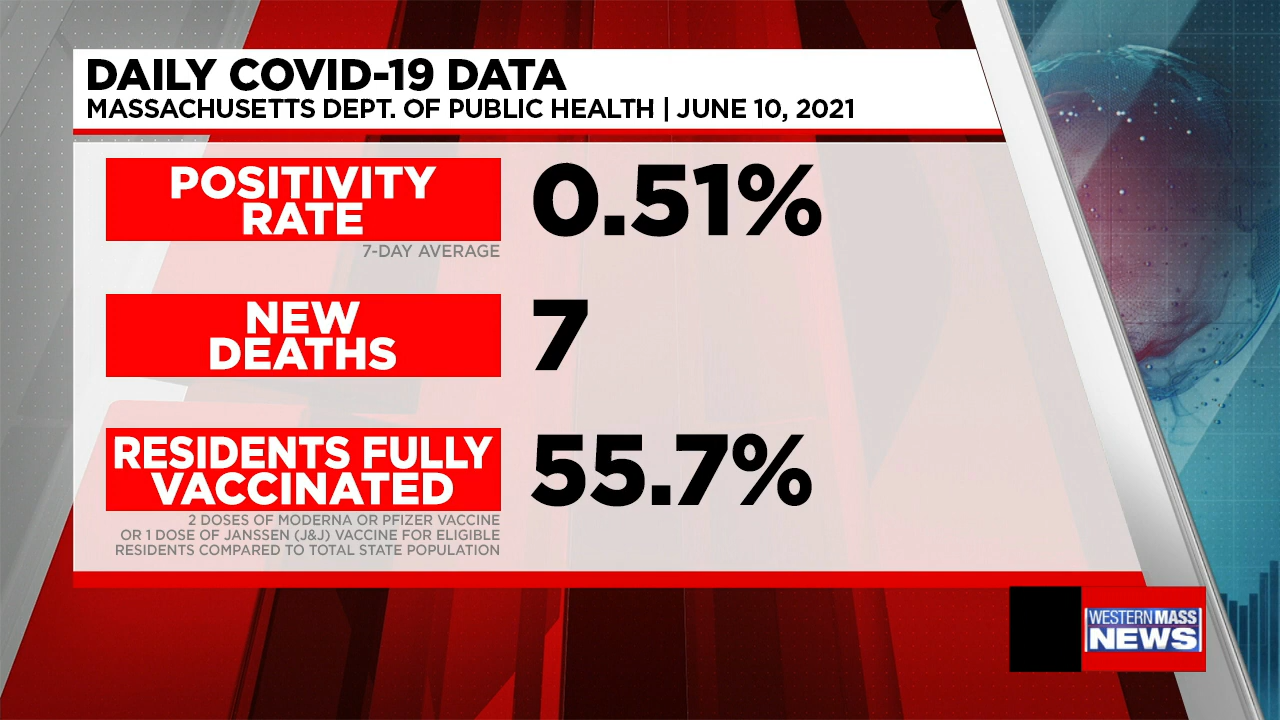 DAILY COVID-19 DATA
MASSACHUSETTS DEPT. OF PUBLIC HEALTH | JUNE 10, 2021
POSITIVITY
RATE
0.51%
7-DAY AVERAGE
NEW
DEATHS
7
RESIDENTS FULLY
VACCINATED
55.7%
2 DOSES OF MODERNA OR PFIZER VACCINE
OR 1 DOSE OF JANSSEN (J&J) VACCINE FOR ELIGIBLE
RESIDENTS COMPARED TO TOTAL STATE POPULATION
WESTERN MASS
NEWS